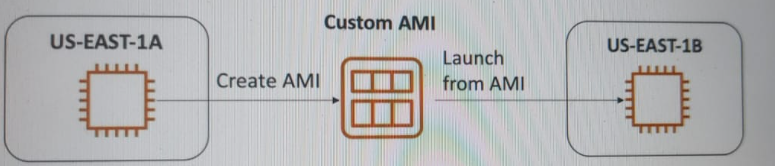 Custom AMI
US-EAST-1A
Create AMI
Launch
from AMI
US-EAST-1B